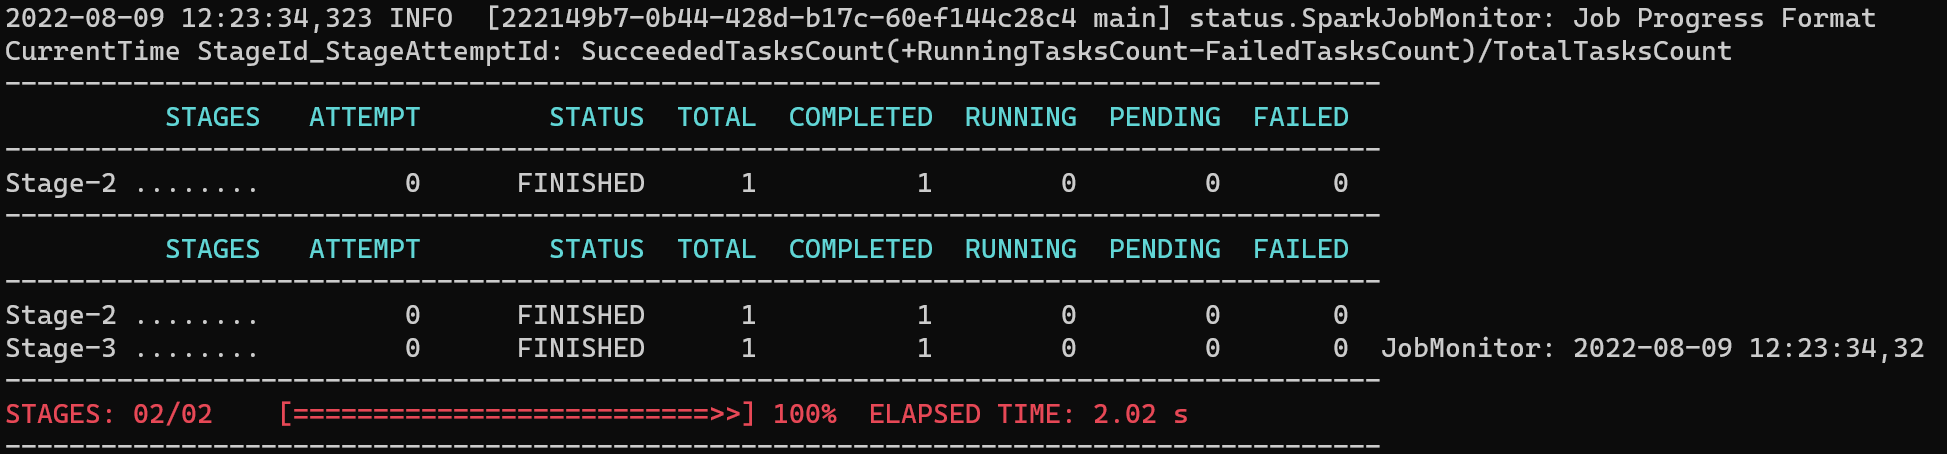 2022-08-09 12:23:34,323 INFO  [222149b7-0b44-428d-b17c-60ef144c28c4 main] status.SparkJobMonitor: Job Progress Format
CurrentTime StageId_StageAttemptId: SucceededTasksCount(+RunningTasksCount-FailedTasksCount)/TotalTasksCount
--------------------------------------------------------------------------------------
          STAGES   ATTEMPT        STATUS  TOTAL  COMPLETED  RUNNING  PENDING  FAILED
--------------------------------------------------------------------------------------
Stage-2 ........         0      FINISHED      1          1        0        0       0
--------------------------------------------------------------------------------------
          STAGES   ATTEMPT        STATUS  TOTAL  COMPLETED  RUNNING  PENDING  FAILED
--------------------------------------------------------------------------------------
Stage-2 ........         0      FINISHED      1          1        0        0       0
Stage-3 ........         0      FINISHED      1          1        0        0       0  JobMonitor: 2022-08-09 12:23:34,32
--------------------------------------------------------------------------------------
STAGES: 02/02    [==========================>>] 100%  ELAPSED TIME: 2.02 s
--------------------------------------------------------------------------------------